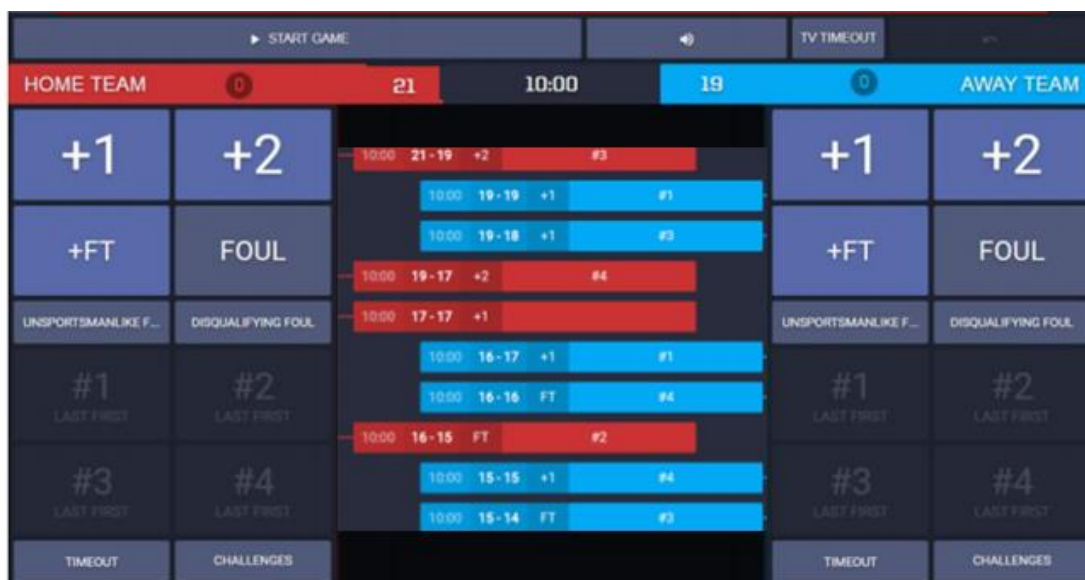 START GAME TV TIMEOUT
HOME TEAM 0 21 10:00 19 0 AWAY TEAM
+1 +2 +1 +2
10:00 21 - 19 +2 #3
10:00 19 - 19 +1 #1
10:00 19 - 18 +1 #3
+FT FOUL +FT FOUL
10:00 19 - 17 +2 #4
10:00 17 - 17 +1
UNSPORTSMANLIKE F... DISQUALIFYING FOUL UNSPORTSMANLIKE F... DISQUALIFYING FOUL
10:00 16 - 17 +1 #1
#1 #2 #1 #2
LAST FIRST LAST FIRST LAST FIRST LAST FIRST
10:00 16 - 16 FT #4
10:00 16 - 15 FT #2
10:00 15 - 15 +1 #4
#3 #4 #3 #4
LAST FIRST LAST FIRST LAST FIRST LAST FIRST
10:00 15 - 14 FT #3
TIMEOUT CHALLENGES TIMEOUT CHALLENGES